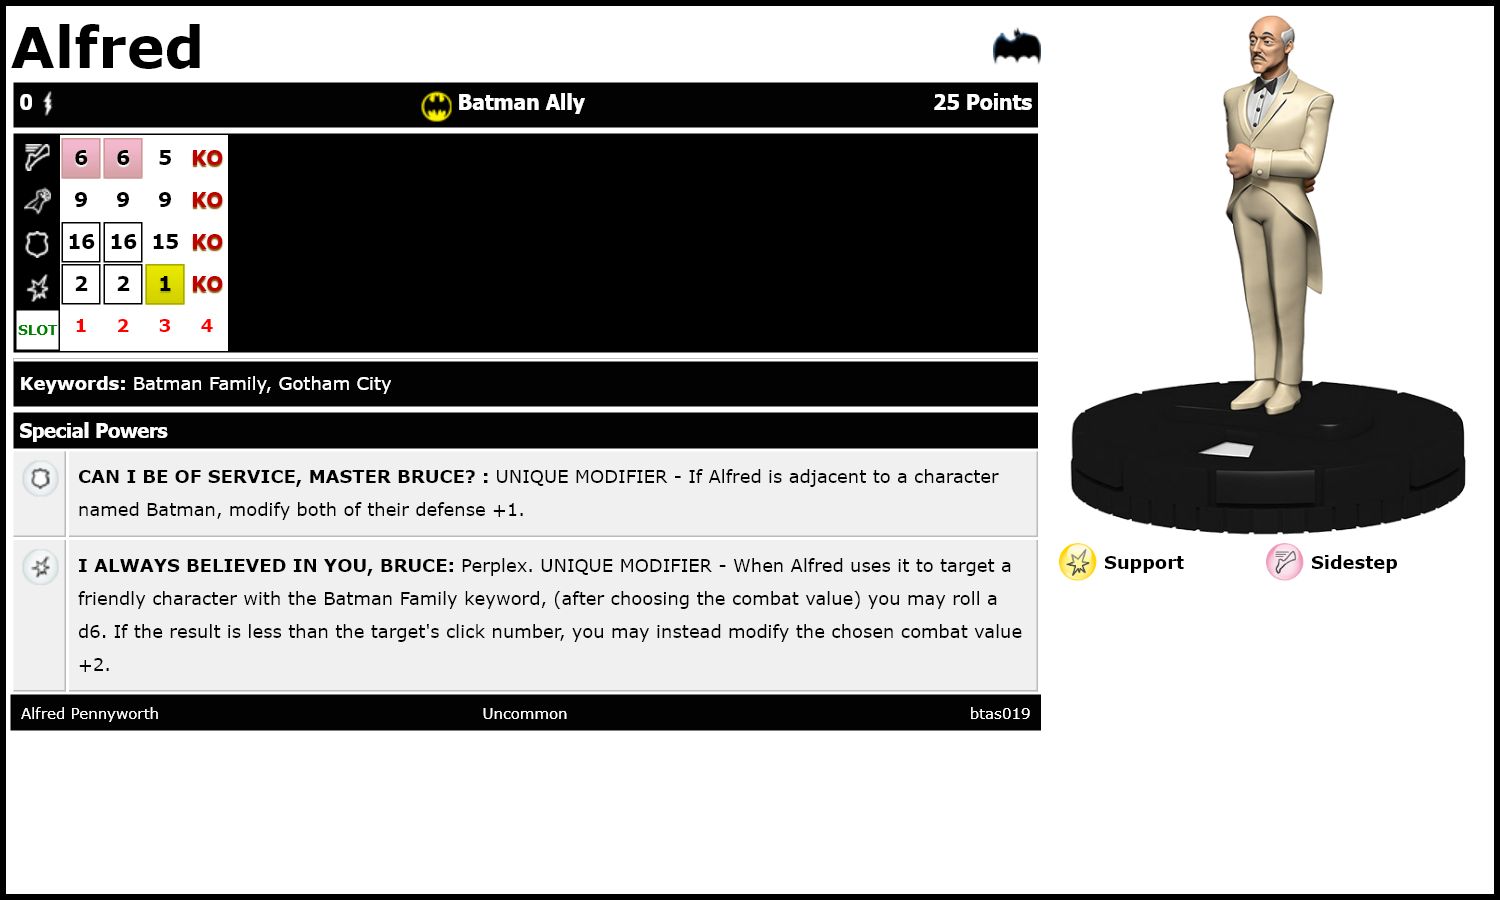 Alfred
0 Batman Ally 25 Points
6 6 5 KO
9 9 9 KO
16 16 15 KO
2 2 1 KO
SLOT 1 2 3 4
Keywords: Batman Family, Gotham City
Special Powers
CAN I BE OF SERVICE, MASTER BRUCE? : UNIQUE MODIFIER - If Alfred is adjacent to a character
named Batman, modify both of their defense +1.
I ALWAYS BELIEVED IN YOU, BRUCE: Perplex. UNIQUE MODIFIER - When Alfred uses it to target a
friendly character with the Batman Family keyword, (after choosing the combat value) you may roll a
d6. If the result is less than the target's click number, you may instead modify the chosen combat value
+2.
Alfred Pennyworth Uncommon btas019
Support Sidestep